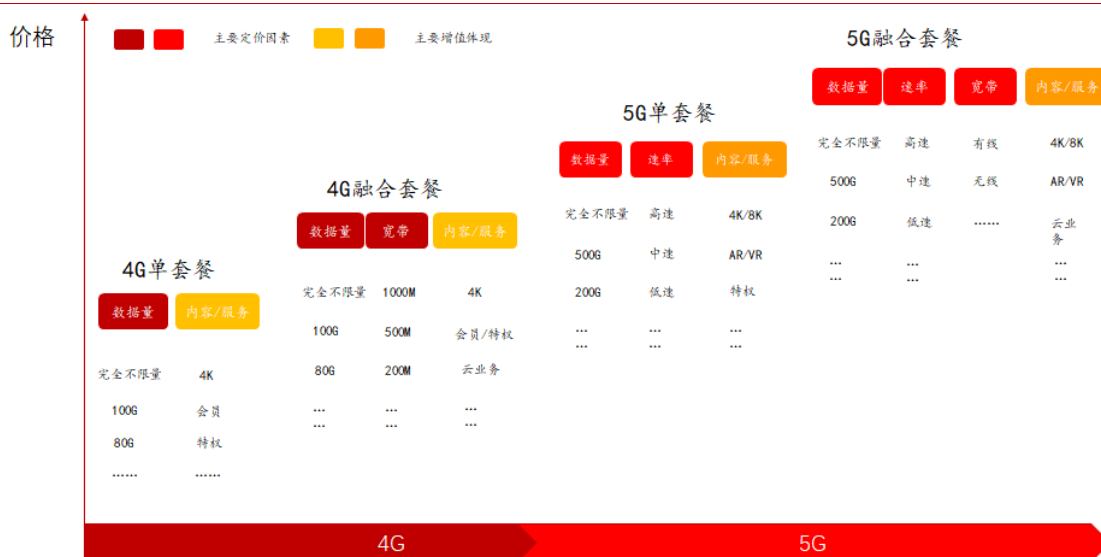 价格
主要定价因素
主要增值体现
4G单套餐
数据量 内容/服务
完全不限量 4K
100G 会员
80G 特权
…… ……
4G融合套餐
数据量 宽带 内容/服务
完全不限量 1000M 4K
100G 500M 会员/特权
80G 200M 云业务
… … …
… … …
5G单套餐
数据量 速率 内容/服务
完全不限量 高速 4K/8K
500G 中速 AR/VR
200G 低速 特权
… … …
… … …
5G融合套餐
数据量 速率 宽带 内容/服务
完全不限量 高速 有线 4K/8K
500G 中速 无线 AR/VR
200G 低速 …… 云业
务
… … …
… … …
4G
5G